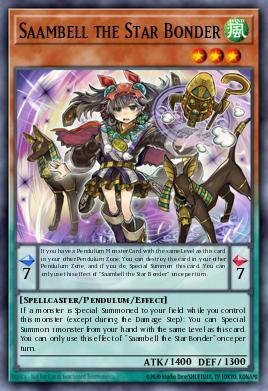 Saambell the Star Bonder
WIND
風
If you have a Pendulum Monster Card with the same Level as this card
in your other Pendulum Zone: You can destroy the card in your other
Pendulum Zone, and if you do, Special Summon this card. You can
only use this effect of "Saambell the Star Bonder" once per turn.
7
7
[Spellcaster/Pendulum/Effect]
If a monster is Special Summoned to your field while you control
this monster (except during the Damage Step): You can Special
Summon 1 monster from your hand with the same Level as this card.
You can only use this effect of "Saambell the Star Bonder" once per
turn.
ATK/1400 DEF/1300